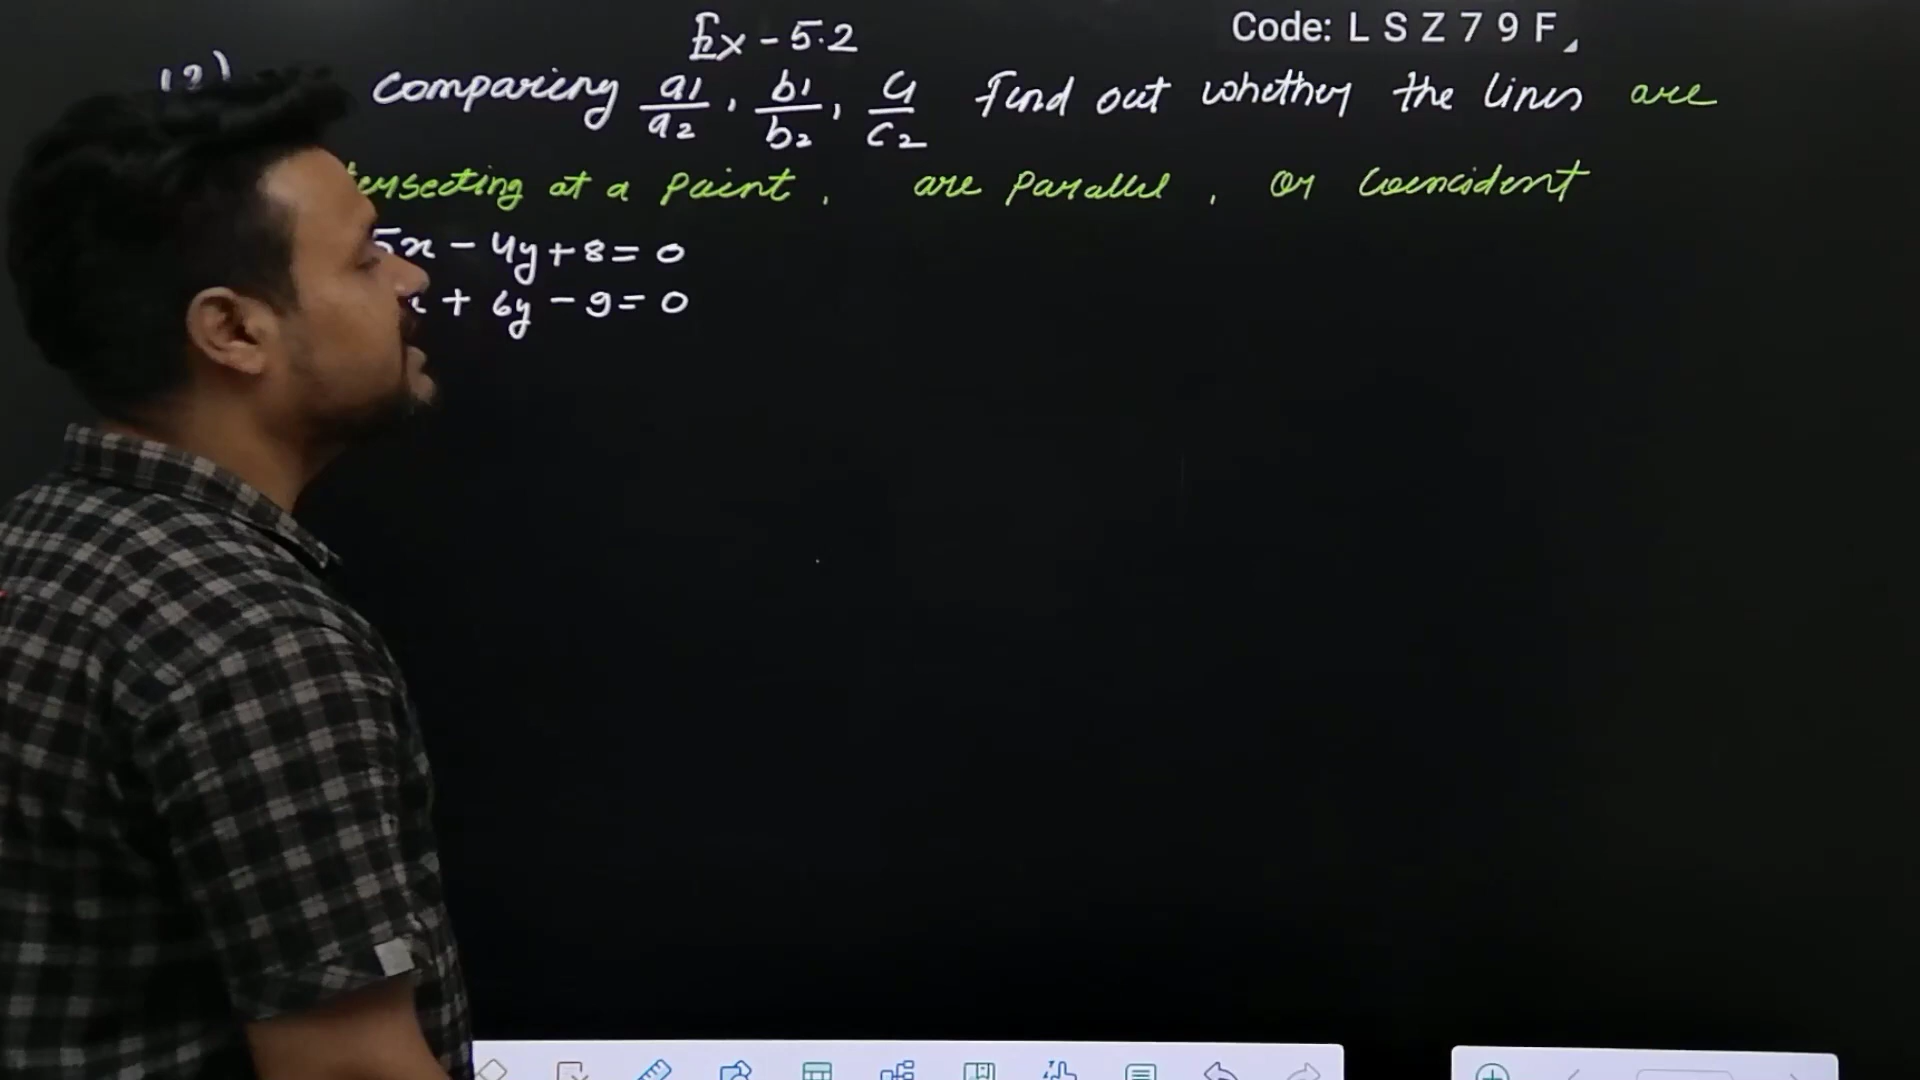 Ex - 5.2
Code: L S Z 7 9 F
(2)
Comparing a1/a2, b1/b2, c1/c2 Find out whether the lines are
tersecting at a Point, are Parallel, or Coincident
5x - 4y + 8 = 0
x + 6y - 9 = 0